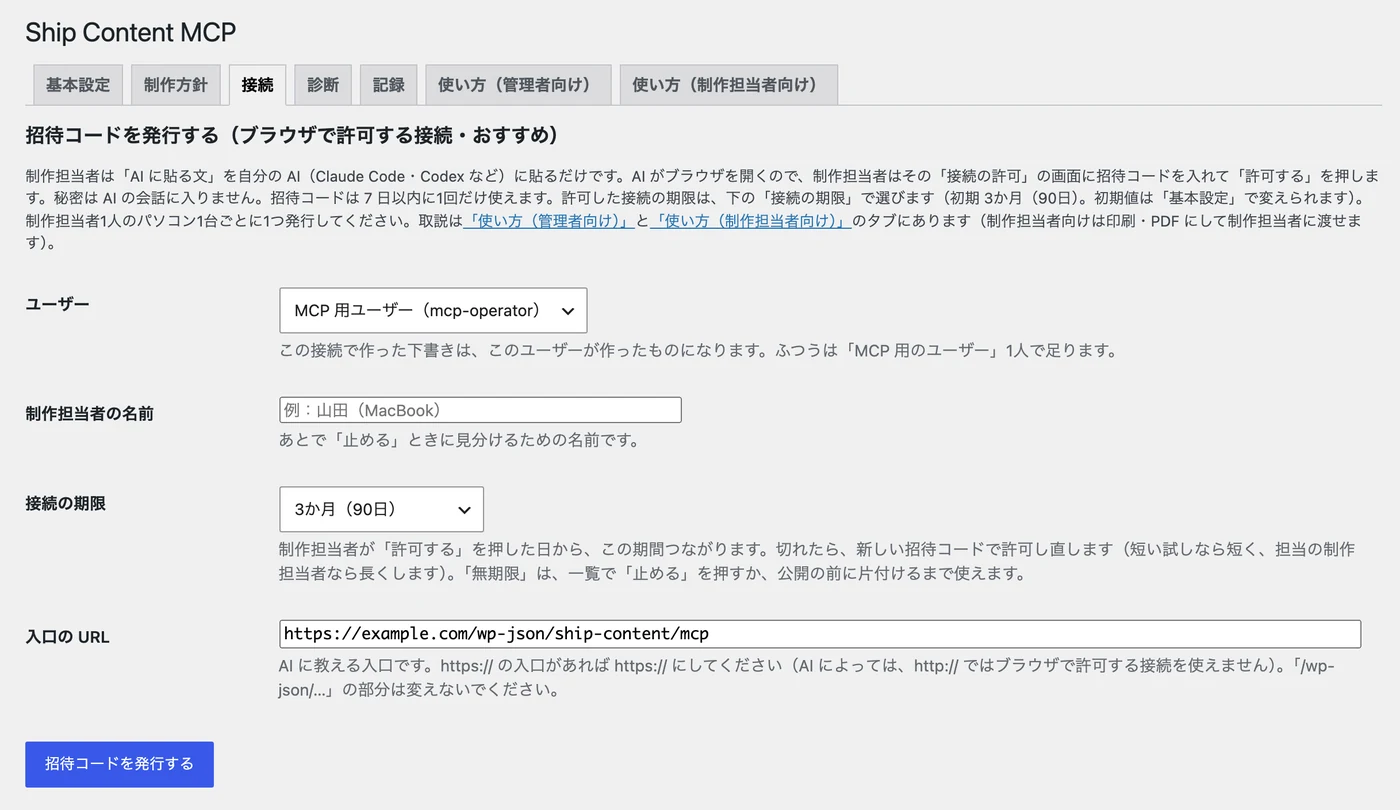 Ship Content MCP
基本設定 制作方針 接続 診断 記録 使い方（管理者向け） 使い方（制作担当者向け）
招待コードを発行する（ブラウザで許可する接続・おすすめ）
制作担当者は「AI に貼る文」を自分の AI（Claude Code・Codex など）に貼るだけです。AI がブラウザを開くので、制作担当者はその「接続の許可」の画面に招待コードを入れて「許可する」を押しま
す。秘密は AI の会話に入りません。招待コードは 7 日以内に1回だけ使えます。許可した接続の期限は、下の「接続の期限」で選びます（初期 3か月（90日）。初期値は「基本設定」で変えられます）。
制作担当者1人のパソコン1台ごとに1つ発行してください。取説は「使い方（管理者向け）」と「使い方（制作担当者向け）」のタブにあります（制作担当者向けは印刷・PDF にして制作担当者に渡せま
す）。
ユーザー
MCP 用ユーザー（mcp-operator）
この接続で作った下書きは、このユーザーが作ったものになります。ふつうは「MCP 用のユーザー」1人で足ります。
制作担当者の名前
例：山田（MacBook）
あとで「止める」ときに見分けるための名前です。
接続の期限
3か月（90日）
制作担当者が「許可する」を押した日から、この期間つながります。切れたら、新しい招待コードで許可し直します（短い試しなら短く、担当の制作
担当者なら長くします）。「無期限」は、一覧で「止める」を押すか、公開の前に片付けるまで使えます。
入口の URL
https://example.com/wp-json/ship-content/mcp
AI に教える入口です。https:// の入口があれば https:// にしてください（AI によっては、http:// ではブラウザで許可する接続を使えません）。「/wp-
json/...」の部分は変えないでください。
招待コードを発行する